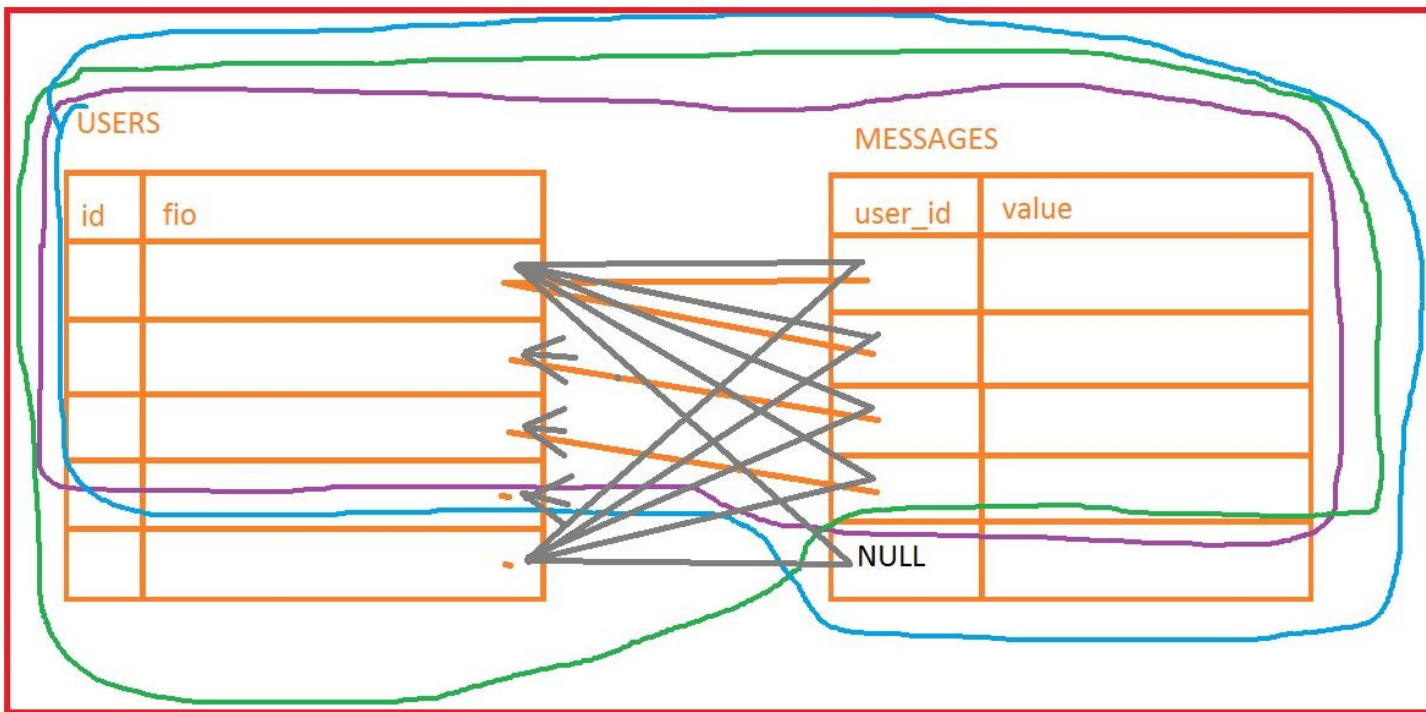 USERS
MESSAGES
id fio
user_id value
NULL